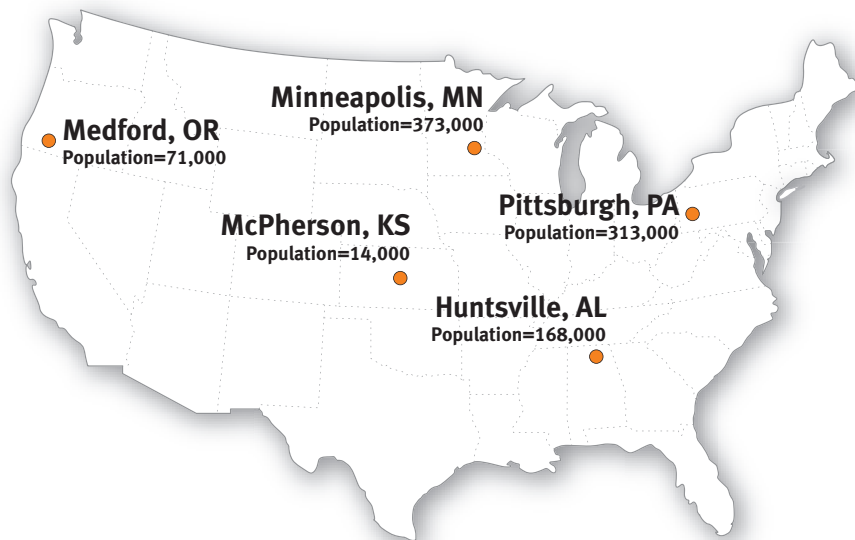 Minneapolis, MN
Population=373,000
Medford, OR
Population=71,000
Pittsburgh, PA
Population=313,000
McPherson, KS
Population=14,000
Huntsville, AL
Population=168,000